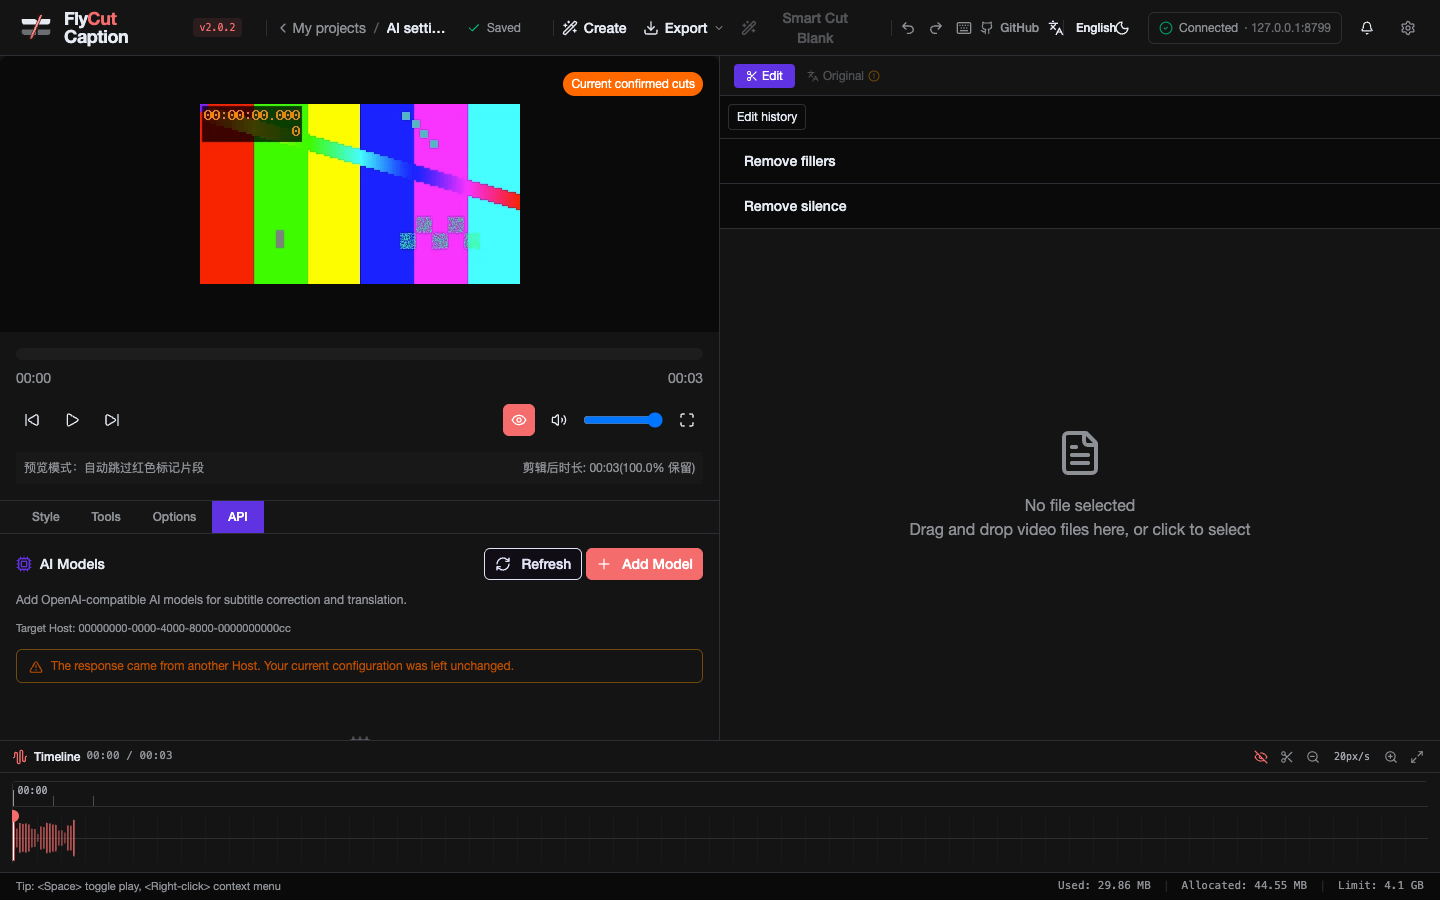 FlyCut
Caption
v2.0.2
My projects / AI setti...
Saved
Create
Export
Smart Cut
Blank
GitHub
English
Connected · 127.0.0.1:8799
Current confirmed cuts
00:00:00.000
0
00:00
00:03
预览模式：自动跳过红色标记片段
剪辑后时长: 00:03(100.0% 保留)
Style
Tools
Options
API
AI Models
Refresh
Add Model
Add OpenAI-compatible AI models for subtitle correction and translation.
Target Host: 00000000-0000-4000-8000-0000000000cc
The response came from another Host. Your current configuration was left unchanged.
Edit
Original
Edit history
Remove fillers
Remove silence
No file selected
Drag and drop video files here, or click to select
Timeline 00:00 / 00:03
20px/s
00:00
Tip: <Space> toggle play, <Right-click> context menu
Used: 29.86 MB | Allocated: 44.55 MB | Limit: 4.1 GB